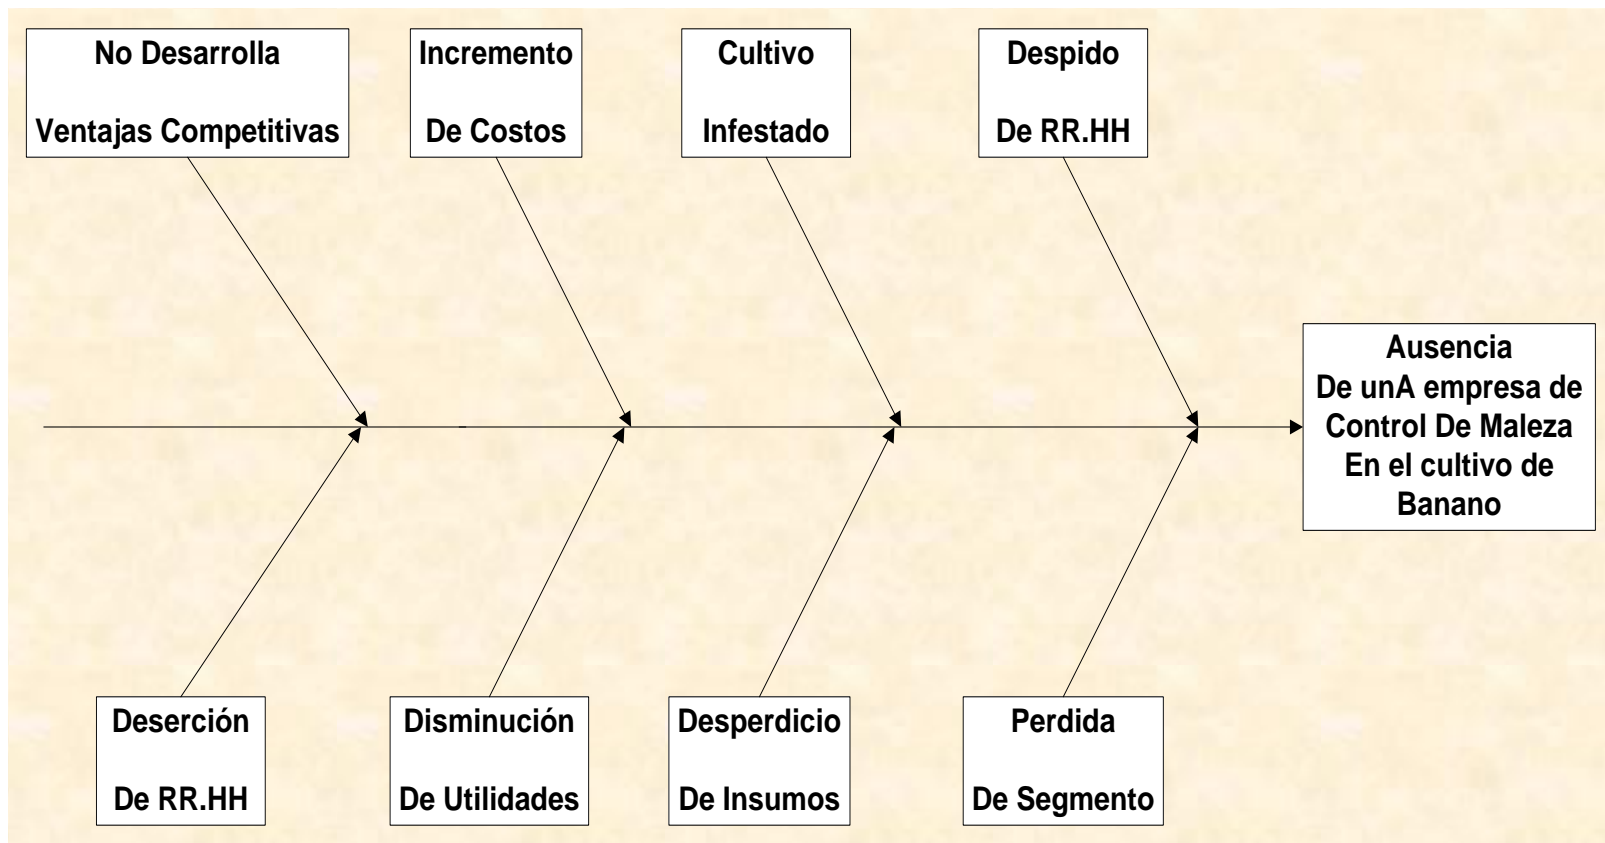 No Desarrolla
Ventajas Competitivas
Incremento
De Costos
Cultivo
Infestado
Despido
De RR.HH
Ausencia
De unA empresa de
Control De Maleza
En el cultivo de
Banano
Deserción
De RR.HH
Disminución
De Utilidades
Desperdicio
De Insumos
Perdida
De Segmento